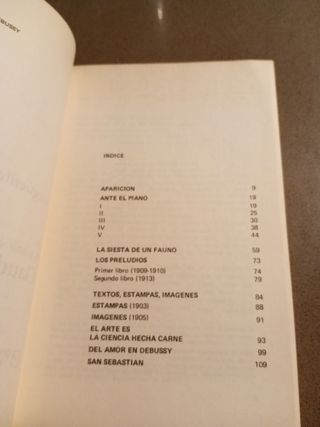 BUSSY
INDICE
APARICION 9
ANTE EL PIANO 19
I 19
II 25
III 30
IV 38
V 44
LA SIESTA DE UN FAUNO 59
LOS PRELUDIOS 73
Primer libro (1909-1910) 74
Segundo libro (1913) 79
TEXTOS, ESTAMPAS, IMAGENES 84
ESTAMPAS (1903) 88
IMAGENES (1905) 91
EL ARTE ES
LA CIENCIA HECHA CARNE 93
DEL AMOR EN DEBUSSY 99
SAN SEBASTIAN 109